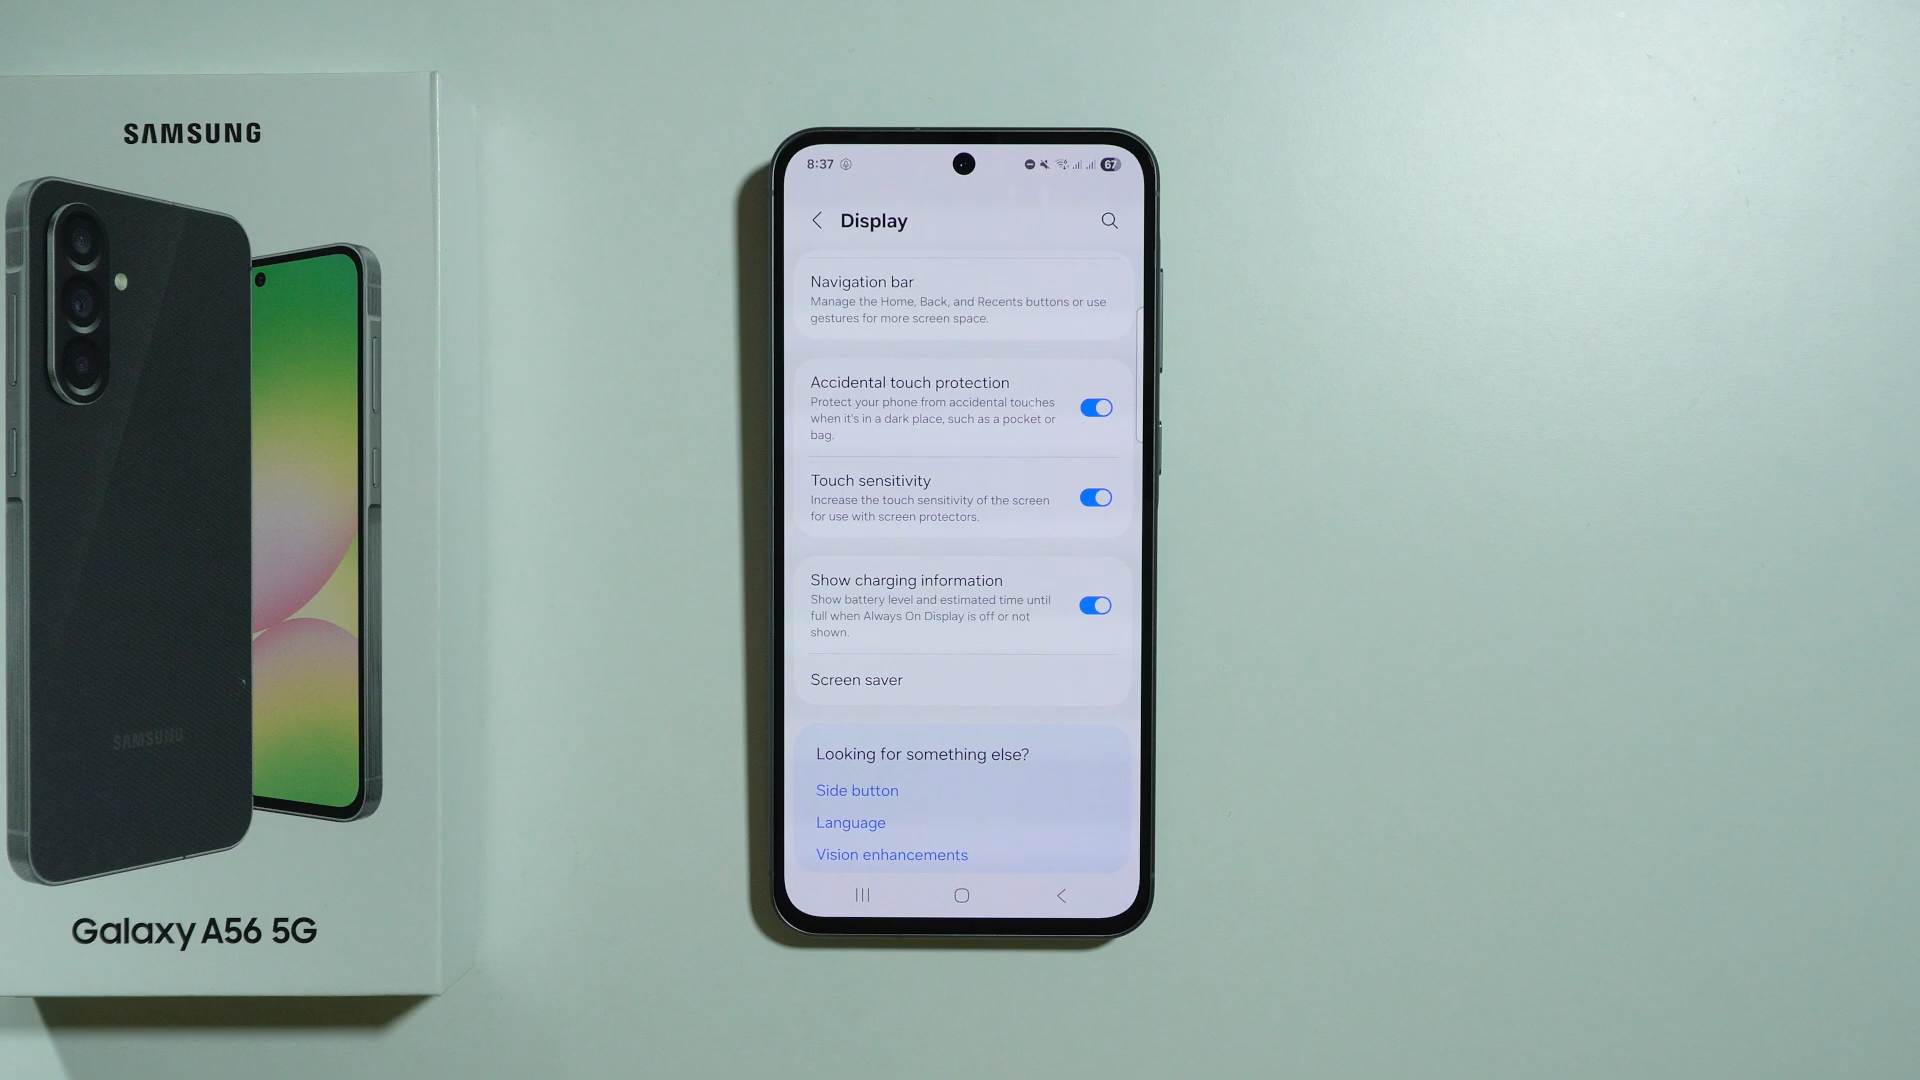 SAMSUNG
SAMSUNG
Galaxy A56 5G
8:37
67
Display
Navigation bar
Manage the Home, Back, and Recents buttons or use
gestures for more screen space.
Accidental touch protection
Protect your phone from accidental touches
when it's in a dark place, such as a pocket or
bag.
Touch sensitivity
Increase the touch sensitivity of the screen
for use with screen protectors.
Show charging information
Show battery level and estimated time until
full when Always On Display is off or not
shown.
Screen saver
Looking for something else?
Side button
Language
Vision enhancements